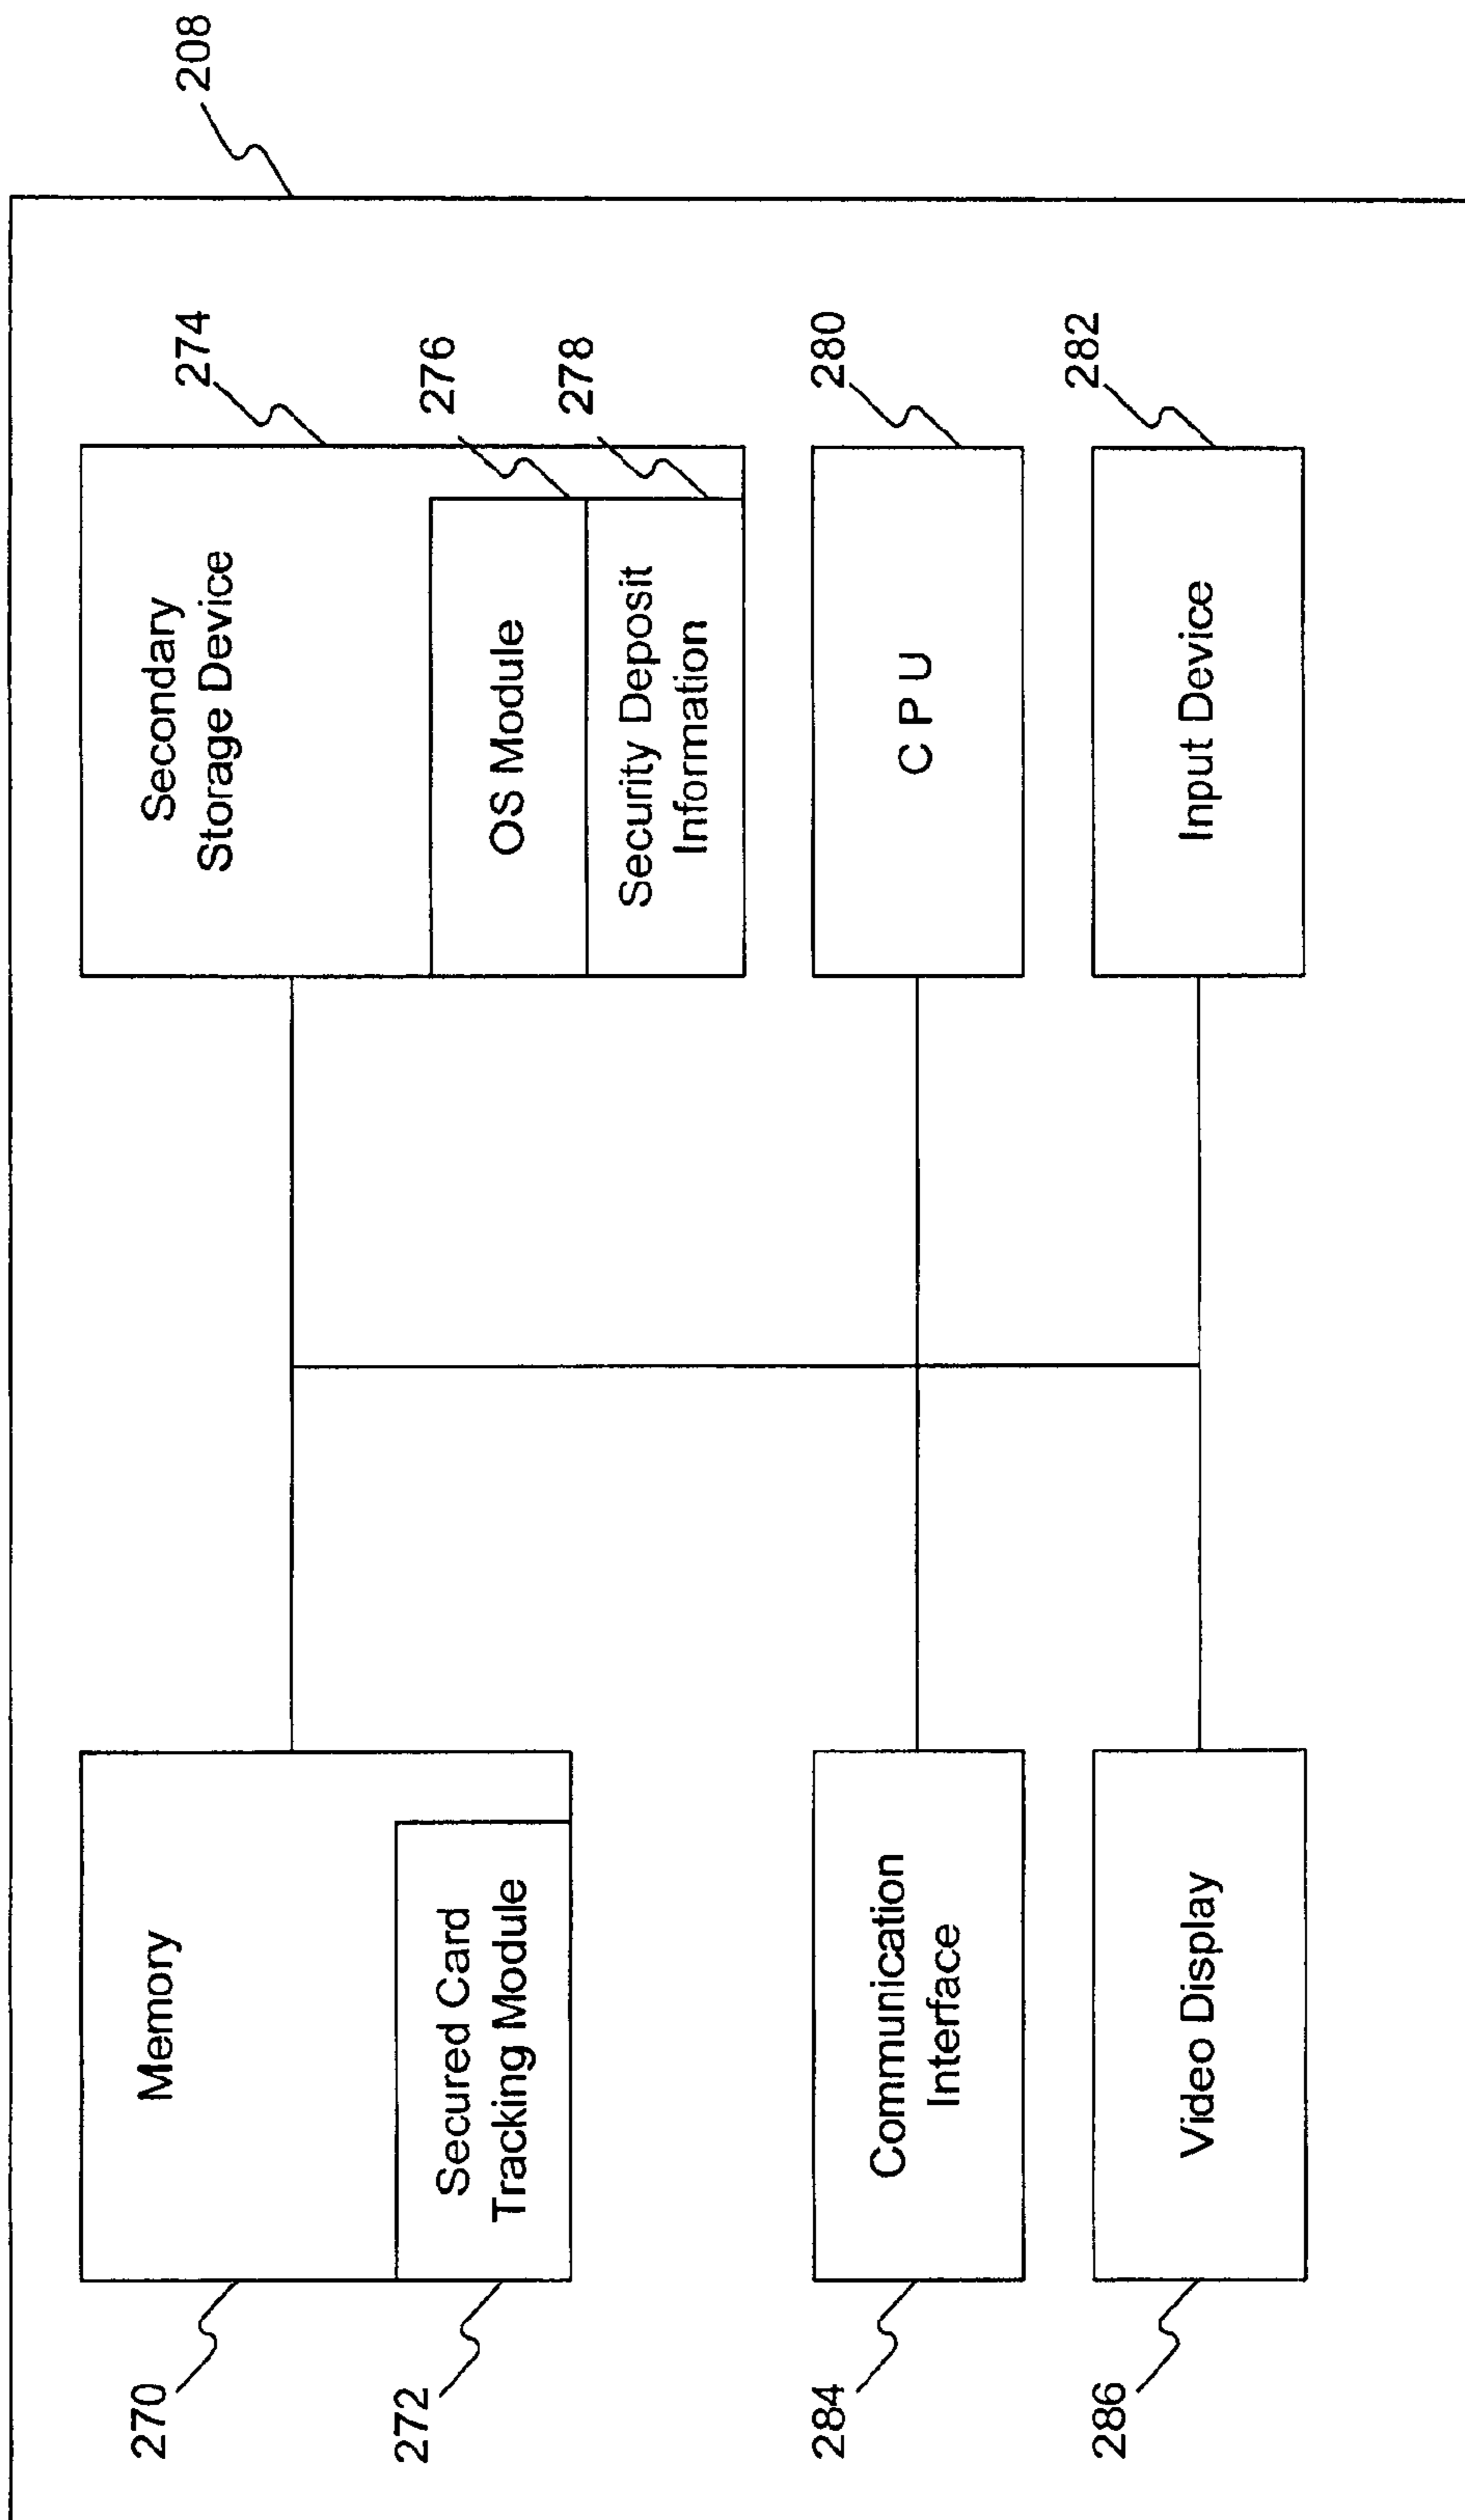 208
270
Memory
272
Secured Card
Tracking Module
274
Secondary
Storage Device
276
OS Module
278
Security Deposit
Information
284
Communication
Interface
280
C P U
286
Video Display
282
Input Device